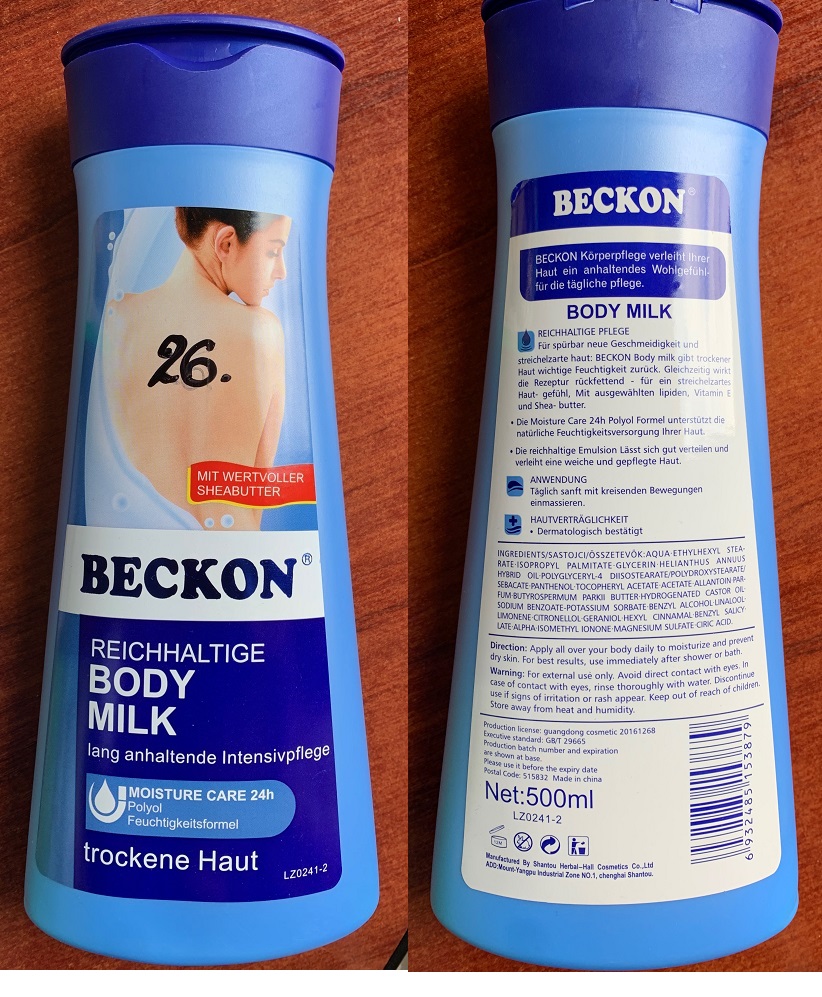 26.
MIT WERTVOLLER
SHEABUTTER
BECKON®
REICHHALTIGE
BODY
MILK
lang anhaltende Intensivpflege
MOISTURE CARE 24h
Polyol
Feuchtigkeitsformel
trockene Haut
LZ0241-2
BECKON®
BECKON Körperpflege verleiht Ihrer
Haut ein anhaltendes Wohlgefühl-
für die tägliche pflege.
BODY MILK
REICHHALTIGE PFLEGE
Für spürbar neue Geschmeidigkeit und
streichelzarte haut: BECKON Body milk gibt trockener
Haut wichtige Feuchtigkeit zurück. Gleichzeitig wirkt
die Rezeptur rückfettend - für ein streichelzartes
Haut- gefühl, Mit ausgewählten lipiden, Vitamin E
und Shea- butter.
• Die Moisture Care 24h Polyol Formel unterstützt die
natürliche Feuchtigkeitsversorgung Ihrer Haut.
• Die reichhaltige Emulsion Lässt sich gut verteilen und
verleiht eine weiche und gepflegte Haut.
ANWENDUNG
Täglich sanft mit kreisenden Bewegungen
einmassieren.
HAUTVERTRÄGLICHKEIT
• Dermatologisch bestätigt
INGREDIENTS/SASTOJCI/ÖSSZETEVŐK:AQUA·ETHYLHEXYL STEA-
RATE·ISOPROPYL PALMITATE·GLYCERIN·HELIANTHUS ANNUUS
HYBRID OIL·POLYGLYCERYL-4 DIISOSTEARATE/POLYDROXYSTEARATE/
SEBACATE·PANTHENOL·TOCOPHERYL ACETATE·ACETATE·ALLANTOIN·PAR-
FUM·BUTYROSPERMUM PARKII BUTTER·HYDROGENATED CASTOR OIL·
SODIUM BENZOATE·POTASSIUM SORBATE·BENZYL ALCOHOL·LINALOOL·
LIMONENE·CITRONELLOL·GERANIOL·HEXYL CINNAMAL·BENZYL SALICY-
LATE·ALPHA·ISOMETHYL IONONE·MAGNESIUM SULFATE·CIRIC ACID.
Direction: Apply all over your body daily to moisturize and prevent
dry skin. For best results, use immediately after shower or bath.
Warning: For external use only. Avoid direct contact with eyes. In
case of contact with eyes, rinse thoroughly with water. Discontinue
use if signs of irritation or rash appear. Keep out of reach of children.
Store away from heat and humidity.
Production license: guangdong cosmetic 20161268
Executive standard: GB/T 29665
Production batch number and expiration
are shown at base.
Please use it before the expiry date
Postal Code: 515832 Made in china
Net:500ml
LZ0241-2
12M
Manufactured By Shantou Herbal-Hall Cosmetics Co.,Ltd
ADD:Mount-Yangpu Industrial Zone NO.1, chenghai Shantou.
6 932485 153879